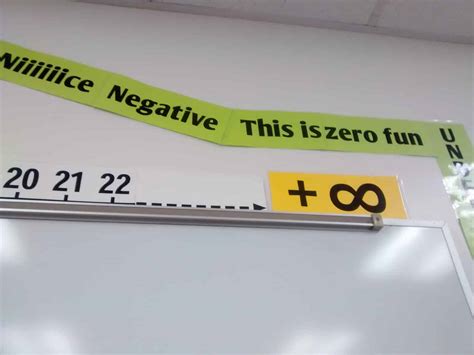 Niiiiiice Negative This is zero fun
20 21 22 + ∞